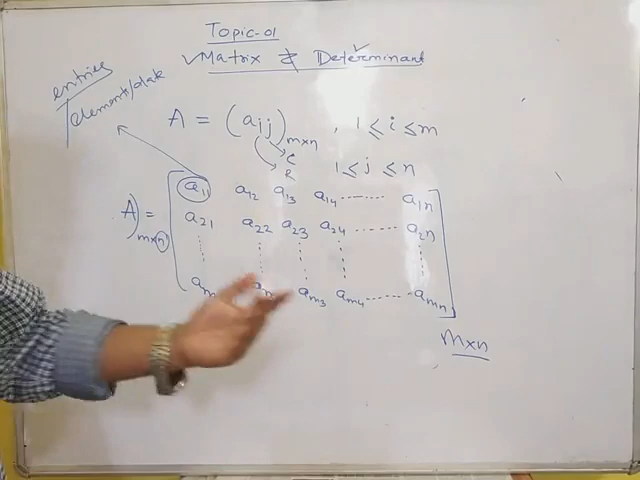 Topic-01
Matrix & Determinant
entries
elements/data
A = (aij)m×n , 1 ≤ i ≤ m
C
R
1 ≤ j ≤ n
A)m×n =
a11 a12 a13 a14 ........ a1n
a21 a22 a23 a24 ...... a2n
am3 am4 ....... amn
m×n